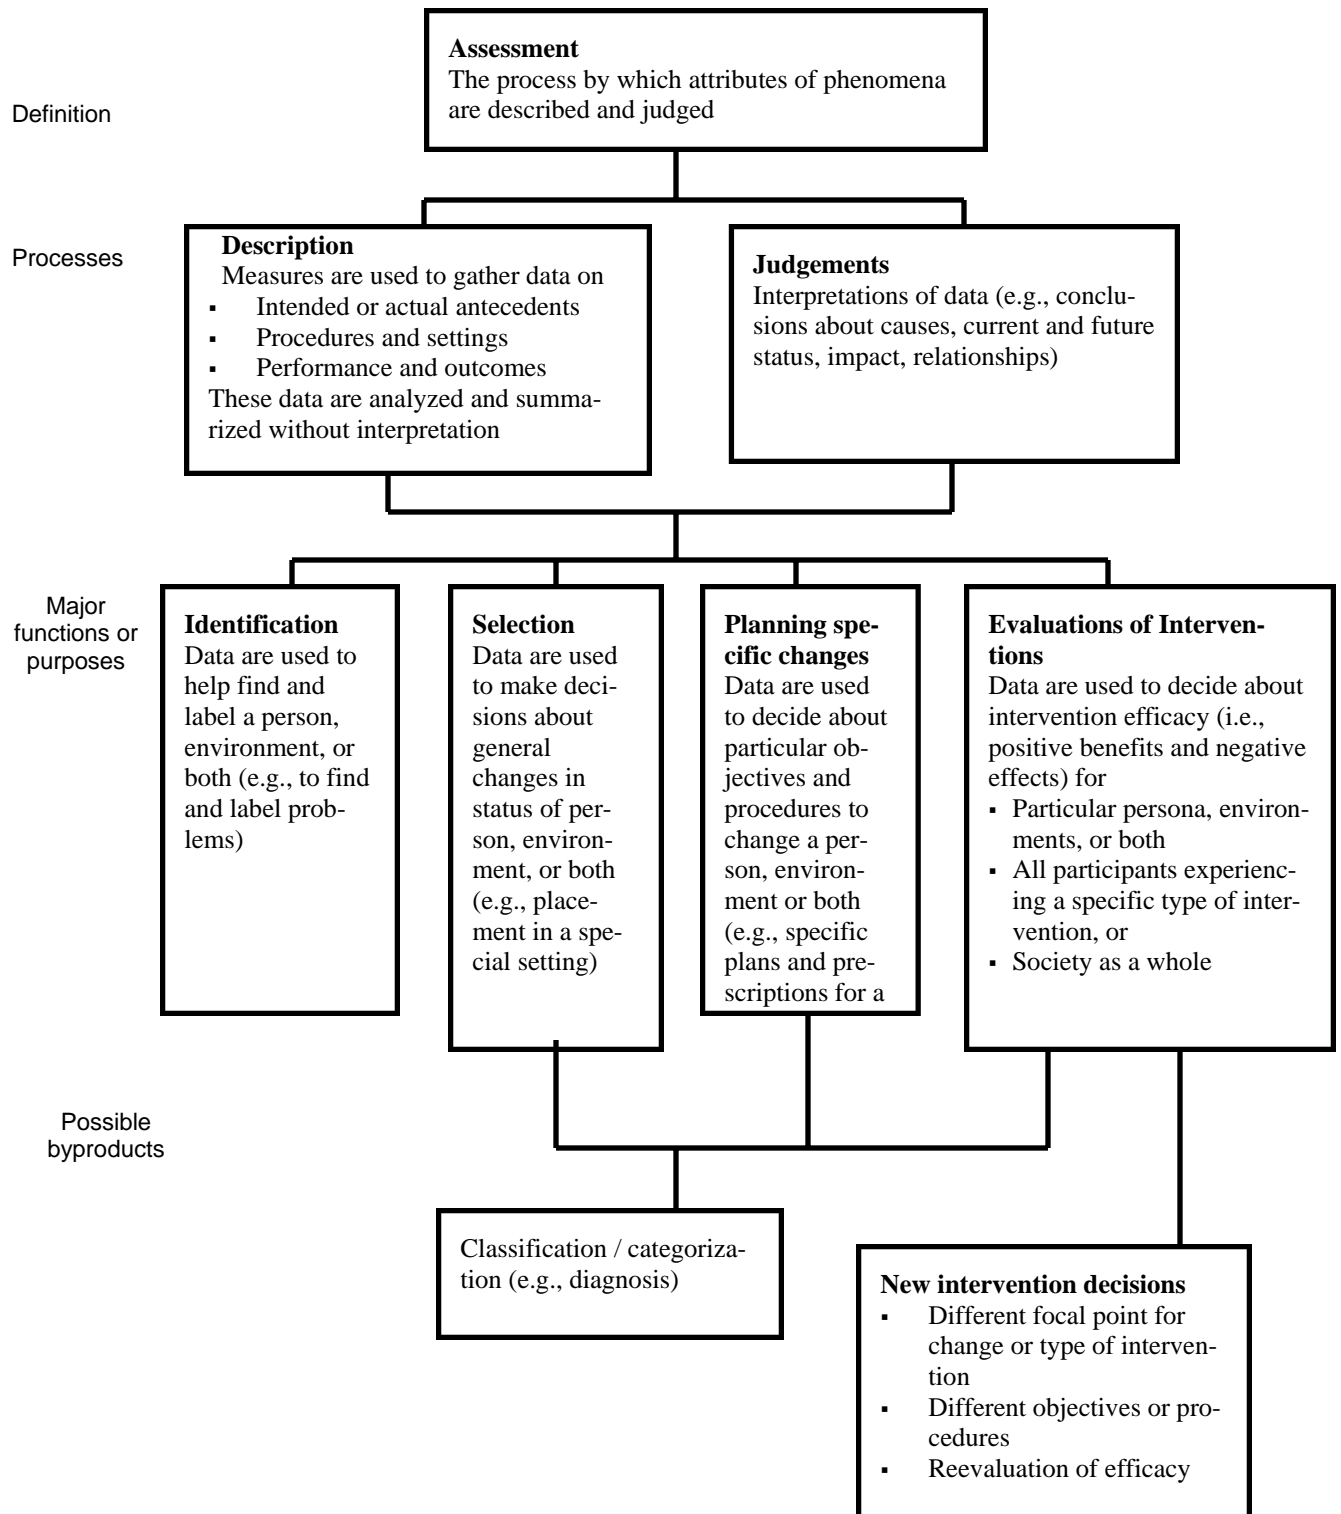 Definition
Assessment
The process by which attributes of phenomena
are described and judged
Processes
Description
Measures are used to gather data on
▪ Intended or actual antecedents
▪ Procedures and settings
▪ Performance and outcomes
These data are analyzed and summa-
rized without interpretation
Judgements
Interpretations of data (e.g., conclu-
sions about causes, current and future
status, impact, relationships)
Major
functions or
purposes
Identification
Data are used to
help find and
label a person,
environment, or
both (e.g., to find
and label prob-
lems)
Selection
Data are used
to make deci-
sions about
general
changes in
status of per-
son, environ-
ment, or both
(e.g., place-
ment in a spe-
cial setting)
Planning spe-
cific changes
Data are used
to decide about
particular ob-
jectives and
procedures to
change a per-
son, environ-
ment or both
(e.g., specific
plans and pre-
scriptions for a
Evaluations of Interven-
tions
Data are used to decide about
intervention efficacy (i.e.,
positive benefits and negative
effects) for
▪ Particular persona, environ-
ments, or both
▪ All participants experienc-
ing a specific type of inter-
vention, or
▪ Society as a whole
Possible
byproducts
Classification / categoriza-
tion (e.g., diagnosis)
New intervention decisions
▪ Different focal point for
change or type of interven-
tion
▪ Different objectives or pro-
cedures
▪ Reevaluation of efficacy